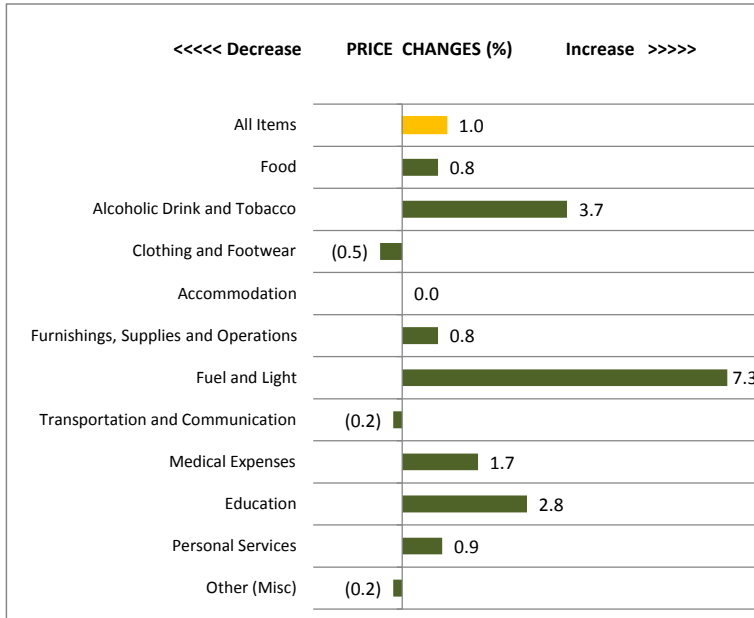 <<<<< Decrease PRICE CHANGES (%) Increase >>>>>
All Items 1.0
Food 0.8
Alcoholic Drink and Tobacco 3.7
Clothing and Footwear (0.5)
Accommodation 0.0
Furnishings, Supplies and Operations 0.8
Fuel and Light 7.3
Transportation and Communication (0.2)
Medical Expenses 1.7
Education 2.8
Personal Services 0.9
Other (Misc) (0.2)